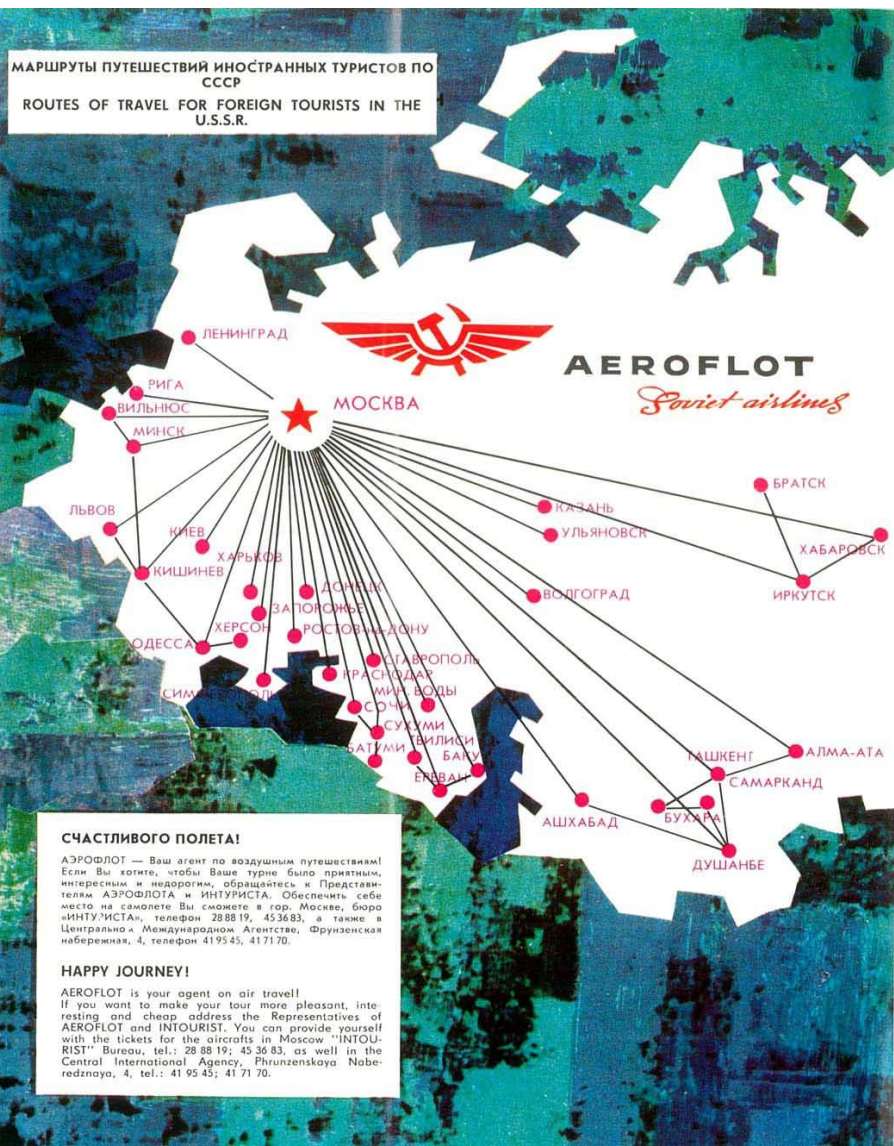 МАРШРУТЫ ПУТЕШЕСТВИЙ ИНОСТРАННЫХ ТУРИСТОВ ПО
СССР
ROUTES OF TRAVEL FOR FOREIGN TOURISTS IN THE
U.S.S.R.
ЛЕНИНГРАД
AEROFLOT
Soviet airlines
РИГА
МОСКВА
ВИЛЬНЮС
МИНСК
БРАТСК
КАЗАНЬ
ЛЬВОВ
КИЕВ
УЛЬЯНОВСК
ХАБАРОВСК
ХАРЬКОВ
КИШИНЕВ
ИРКУТСК
ДОНЕЦК
ВОЛГОГРАД
ЗАПОРОЖЬЕ
ХЕРСОН
РОСТОВ-НА-ДОНУ
ОДЕССА
СТАВРОПОЛЬ
КРАСНОДАР
СИМФЕРОПОЛЬ
МИН. ВОДЫ
СОЧИ
СУХУМИ
ТБИЛИСИ
БАТУМИ
БАКУ
ТАШКЕНТ
АЛМА-АТА
ЕРЕВАН
САМАРКАНД
АШХАБАД
БУХАРА
ДУШАНБЕ
СЧАСТЛИВОГО ПОЛЕТА!
АЭРОФЛОТ — Ваш агент по воздушным путешествиям!
Если Вы хотите, чтобы Ваше турне было приятным,
интересным и недорогим, обращайтесь к Представи-
телям АЭРОФЛОТА и ИНТУРИСТА. Обеспечить себе
место на самолете Вы сможете в гор. Москве, бюро
«ИНТУРИСТА», телефон 28 88 19, 45 36 83, а также в
Центральном Международном Агентстве, Фрунзенская
набережная, 4, телефон 41 95 45, 41 71 70.
HAPPY JOURNEY!
AEROFLOT is your agent on air travel!
If you want to make your tour more pleasant, inte-
resting and cheap address the Representatives of
AEROFLOT and INTOURIST. You can provide yourself
with the tickets for the aircrafts in Moscow "INTOU-
RIST" Bureau, tel.: 28 88 19; 45 36 83, as well in the
Central International Agency, Phrunzenskaya Nabe-
redznaya, 4, tel.: 41 95 45; 41 71 70.